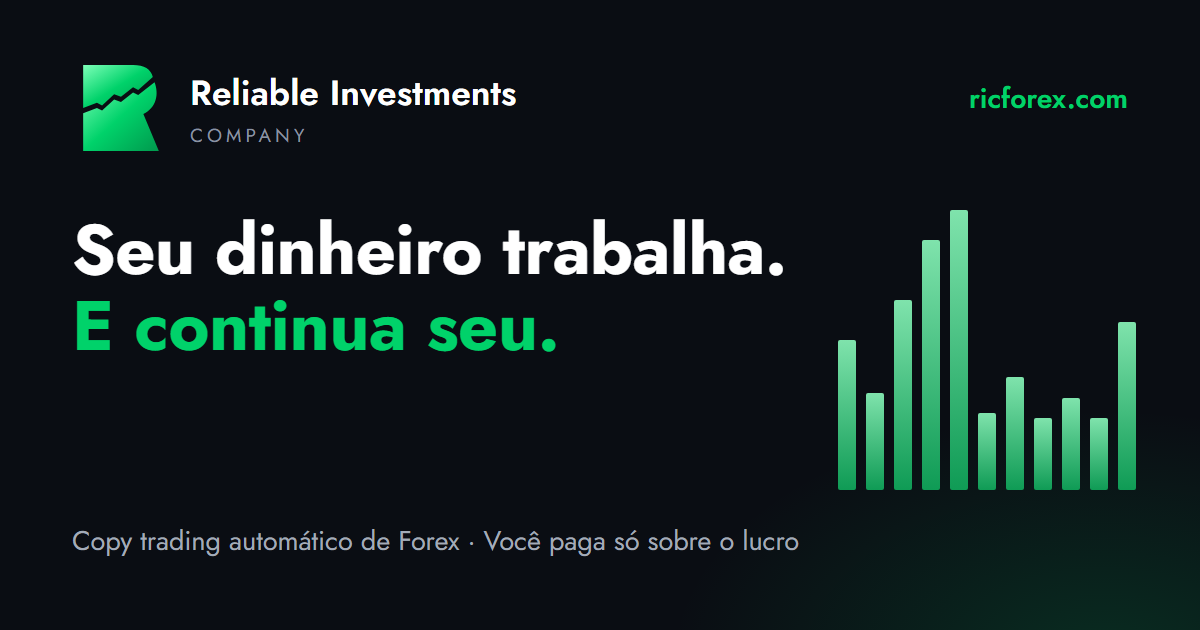 Reliable Investments
COMPANY
ricforex.com
Seu dinheiro trabalha.
E continua seu.
Copy trading automático de Forex · Você paga só sobre o lucro